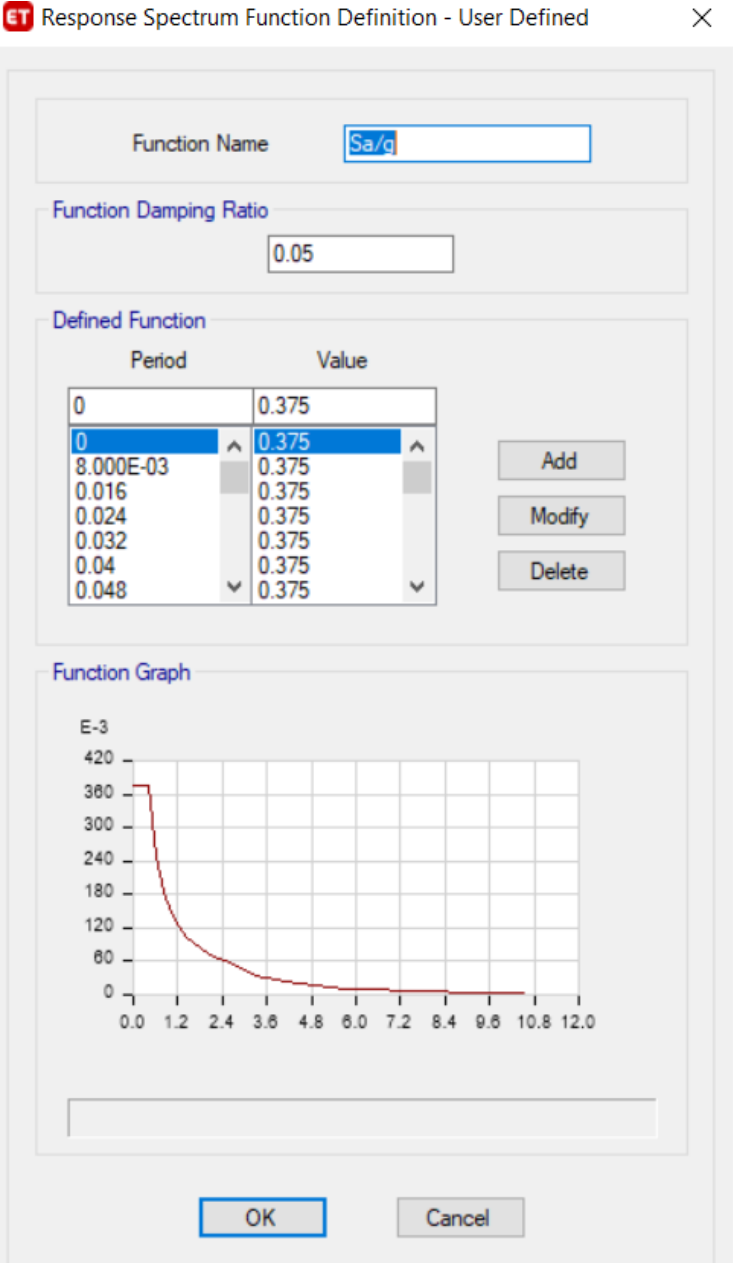 ET Response Spectrum Function Definition - User Defined
Function Name Sa/g
Function Damping Ratio
0.05
Defined Function
Period Value
0 0.375
0 0.375
8.000E-03 0.375
0.016 0.375
0.024 0.375
0.032 0.375
0.04 0.375
0.048 0.375
Add
Modify
Delete
Function Graph
E-3
420
360
300
240
180
120
60
0
0.0 1.2 2.4 3.6 4.8 6.0 7.2 8.4 9.6 10.8 12.0
OK Cancel